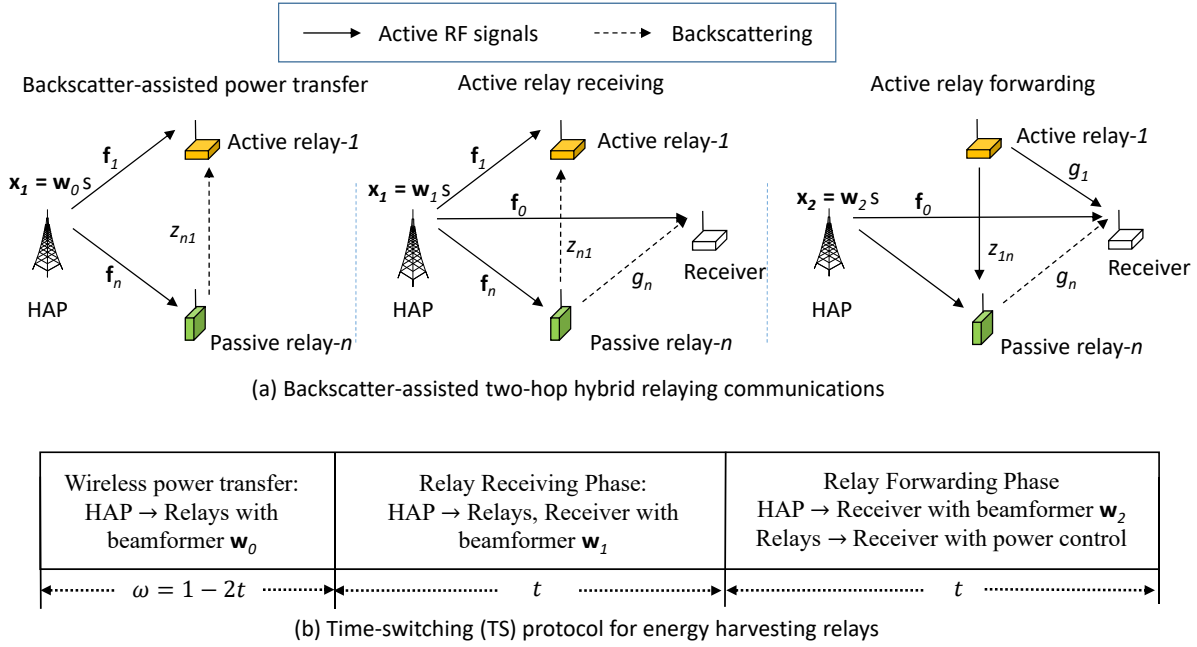 Active RF signals Backscattering
Backscatter-assisted power transfer
Active relay-1
f1
x1 = w0 s
zn1
fn
HAP
Passive relay-n
Active relay receiving
Active relay-1
f1
x1 = w1 s
f0
zn1
fn
gn
HAP
Receiver
Passive relay-n
Active relay forwarding
Active relay-1
g1
x2 = w2 s
f0
z1n
gn
HAP
Receiver
Passive relay-n
(a) Backscatter-assisted two-hop hybrid relaying communications
Wireless power transfer:
HAP → Relays with
beamformer w0
Relay Receiving Phase:
HAP → Relays, Receiver with
beamformer w1
Relay Forwarding Phase
HAP → Receiver with beamformer w2
Relays → Receiver with power control
ω = 1 − 2t
t
t
(b) Time-switching (TS) protocol for energy harvesting relays